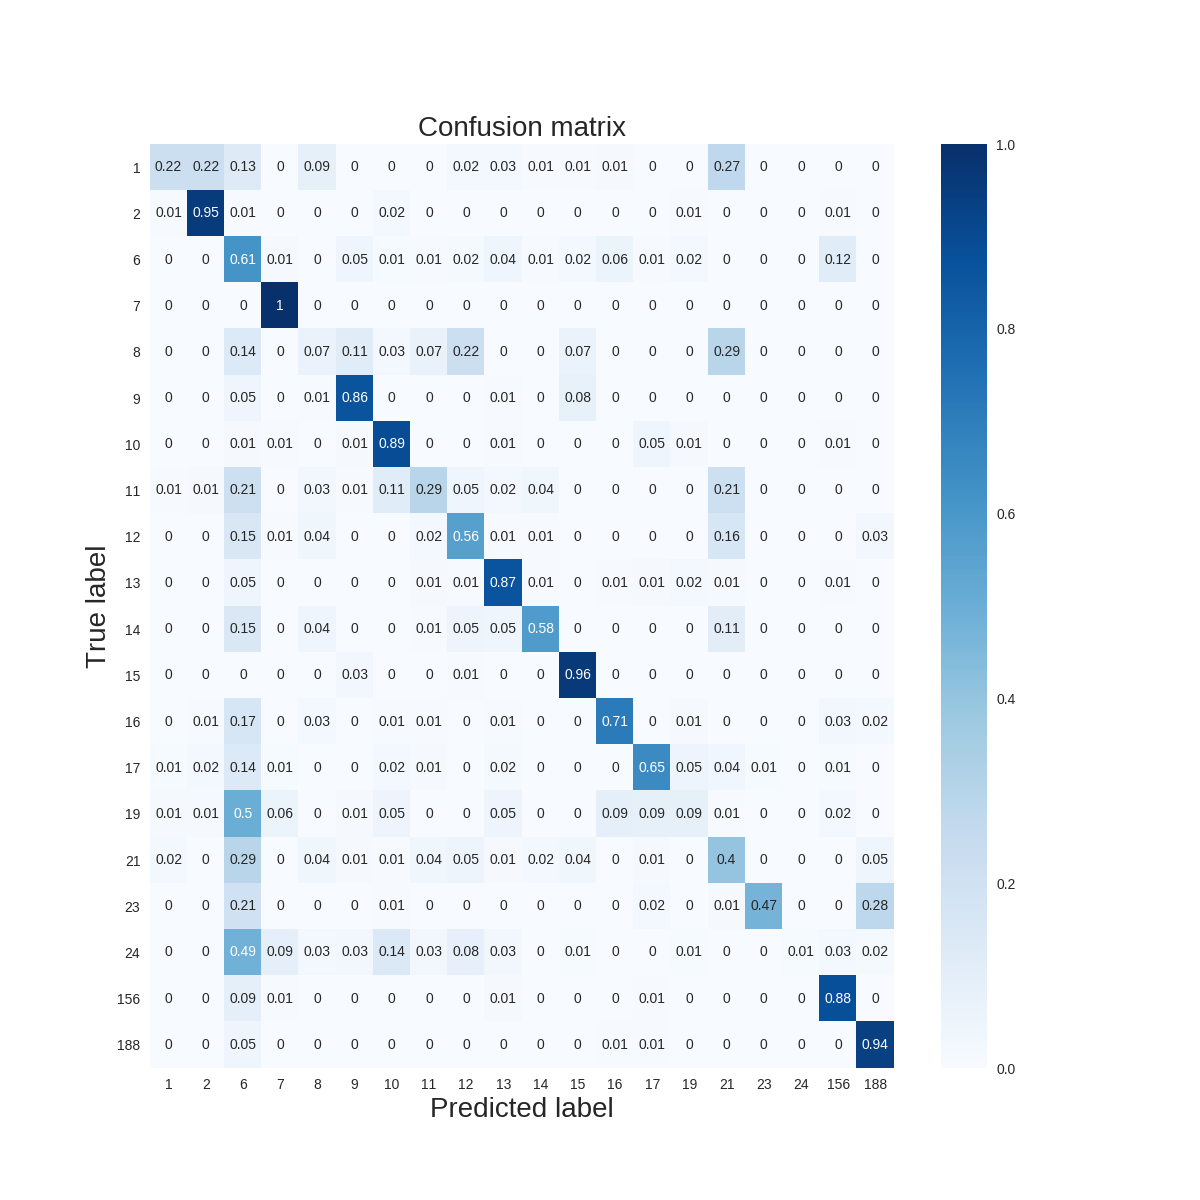 Confusion matrix
1 0.22 0.22 0.13 0 0.09 0 0 0 0.02 0.03 0.01 0.01 0.01 0 0 0.27 0 0 0 0
2 0.01 0.95 0.01 0 0 0 0.02 0 0 0 0 0 0 0 0.01 0 0 0 0.01 0
6 0 0 0.61 0.01 0 0.05 0.01 0.01 0.02 0.04 0.01 0.02 0.06 0.01 0.02 0 0 0 0.12 0
7 0 0 0 1 0 0 0 0 0 0 0 0 0 0 0 0 0 0 0 0
8 0 0 0.14 0 0.07 0.11 0.03 0.07 0.22 0 0 0.07 0 0 0 0.29 0 0 0 0
9 0 0 0.05 0 0.01 0.86 0 0 0 0.01 0 0.08 0 0 0 0 0 0 0 0
10 0 0 0.01 0.01 0 0.01 0.89 0 0 0.01 0 0 0 0.05 0.01 0 0 0 0.01 0
11 0.01 0.01 0.21 0 0.03 0.01 0.11 0.29 0.05 0.02 0.04 0 0 0 0 0.21 0 0 0 0
12 0 0 0.15 0.01 0.04 0 0 0.02 0.56 0.01 0.01 0 0 0 0 0.16 0 0 0 0.03
13 0 0 0.05 0 0 0 0 0.01 0.01 0.87 0.01 0 0.01 0.01 0.02 0.01 0 0 0.01 0
14 0 0 0.15 0 0.04 0 0 0.01 0.05 0.05 0.58 0 0 0 0 0.11 0 0 0 0
15 0 0 0 0 0 0.03 0 0 0.01 0 0 0.96 0 0 0 0 0 0 0 0
16 0 0.01 0.17 0 0.03 0 0.01 0.01 0 0.01 0 0 0.71 0 0.01 0 0 0 0.03 0.02
17 0.01 0.02 0.14 0.01 0 0 0.02 0.01 0 0.02 0 0 0 0.65 0.05 0.04 0.01 0 0.01 0
19 0.01 0.01 0.5 0.06 0 0.01 0.05 0 0 0.05 0 0 0.09 0.09 0.09 0.01 0 0 0.02 0
21 0.02 0 0.29 0 0.04 0.01 0.01 0.04 0.05 0.01 0.02 0.04 0 0.01 0 0.4 0 0 0 0.05
23 0 0 0.21 0 0 0 0.01 0 0 0 0 0 0 0.02 0 0.01 0.47 0 0 0.28
24 0 0 0.49 0.09 0.03 0.03 0.14 0.03 0.08 0.03 0 0.01 0 0 0.01 0 0 0.01 0.03 0.02
156 0 0 0.09 0.01 0 0 0 0 0 0.01 0 0 0 0.01 0 0 0 0 0.88 0
188 0 0 0.05 0 0 0 0 0 0 0 0 0 0.01 0.01 0 0 0 0 0 0.94
1 2 6 7 8 9 10 11 12 13 14 15 16 17 19 21 23 24 156 188
Predicted label
True label
1.0
0.8
0.6
0.4
0.2
0.0